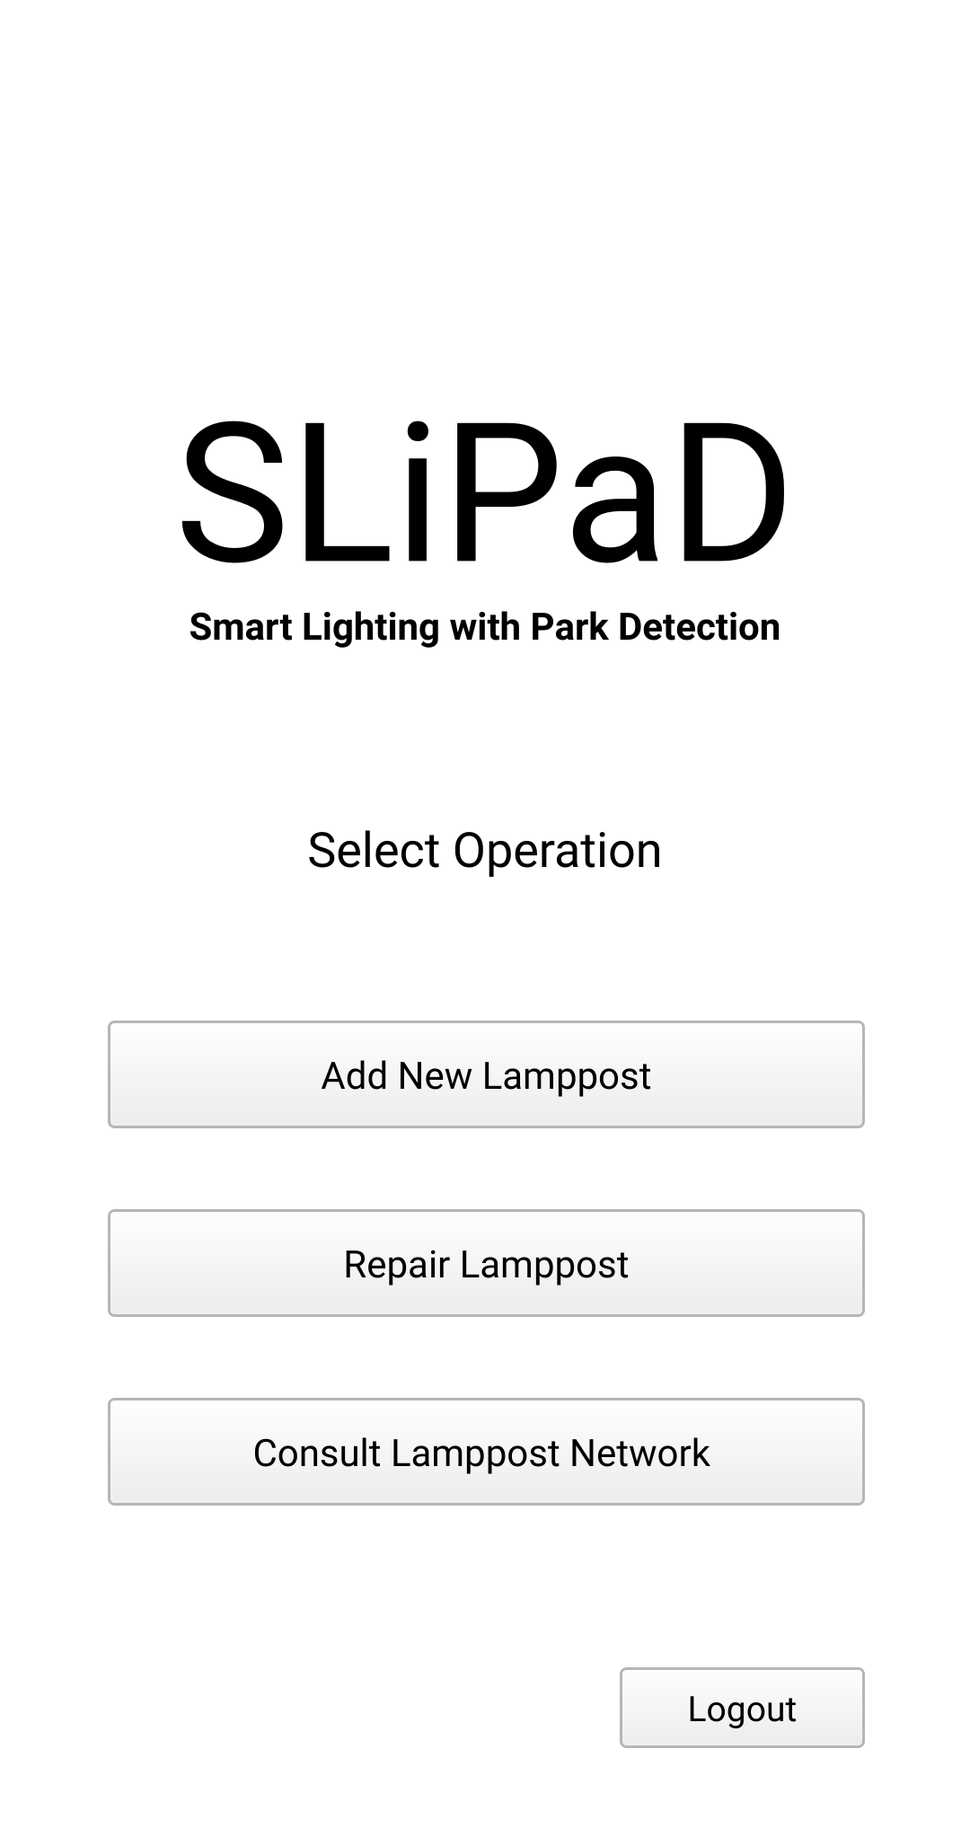 SLiPaD
Smart Lighting with Park Detection
Select Operation
Add New Lamppost
Repair Lamppost
Consult Lamppost Network
Logout